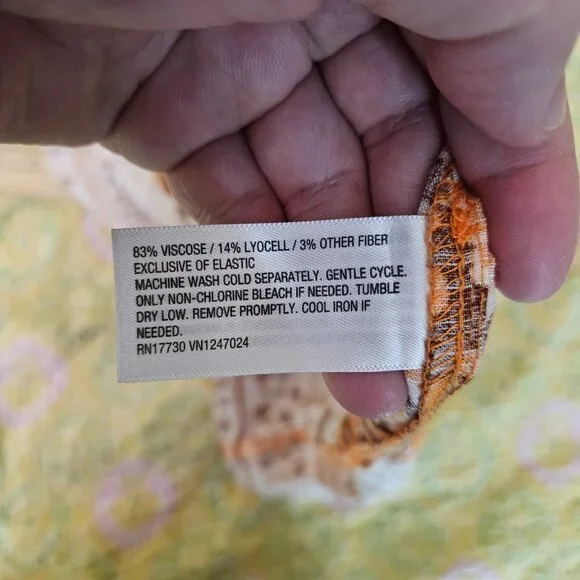 83% VISCOSE / 14% LYOCELL / 3% OTHER FIBER
EXCLUSIVE OF ELASTIC
MACHINE WASH COLD SEPARATELY. GENTLE CYCLE.
ONLY NON-CHLORINE BLEACH IF NEEDED. TUMBLE
DRY LOW. REMOVE PROMPTLY. COOL IRON IF
NEEDED.
RN17730 VN1247024